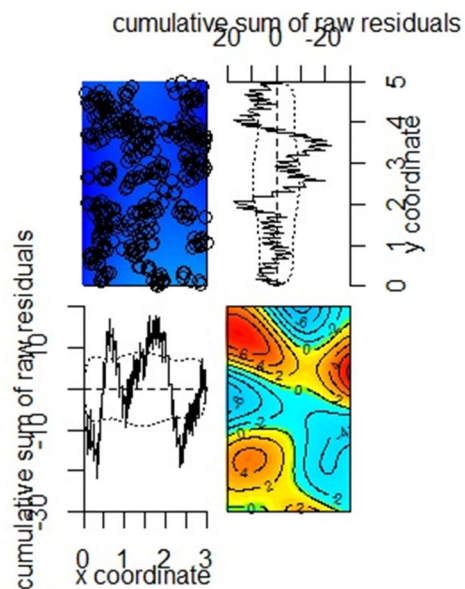 cumulative sum of raw residuals
20 0 -20
0 1 2 3 4 5
y coordinate
cumulative sum of raw residuals
-30 -10 10
0 1 2 3
x coordinate